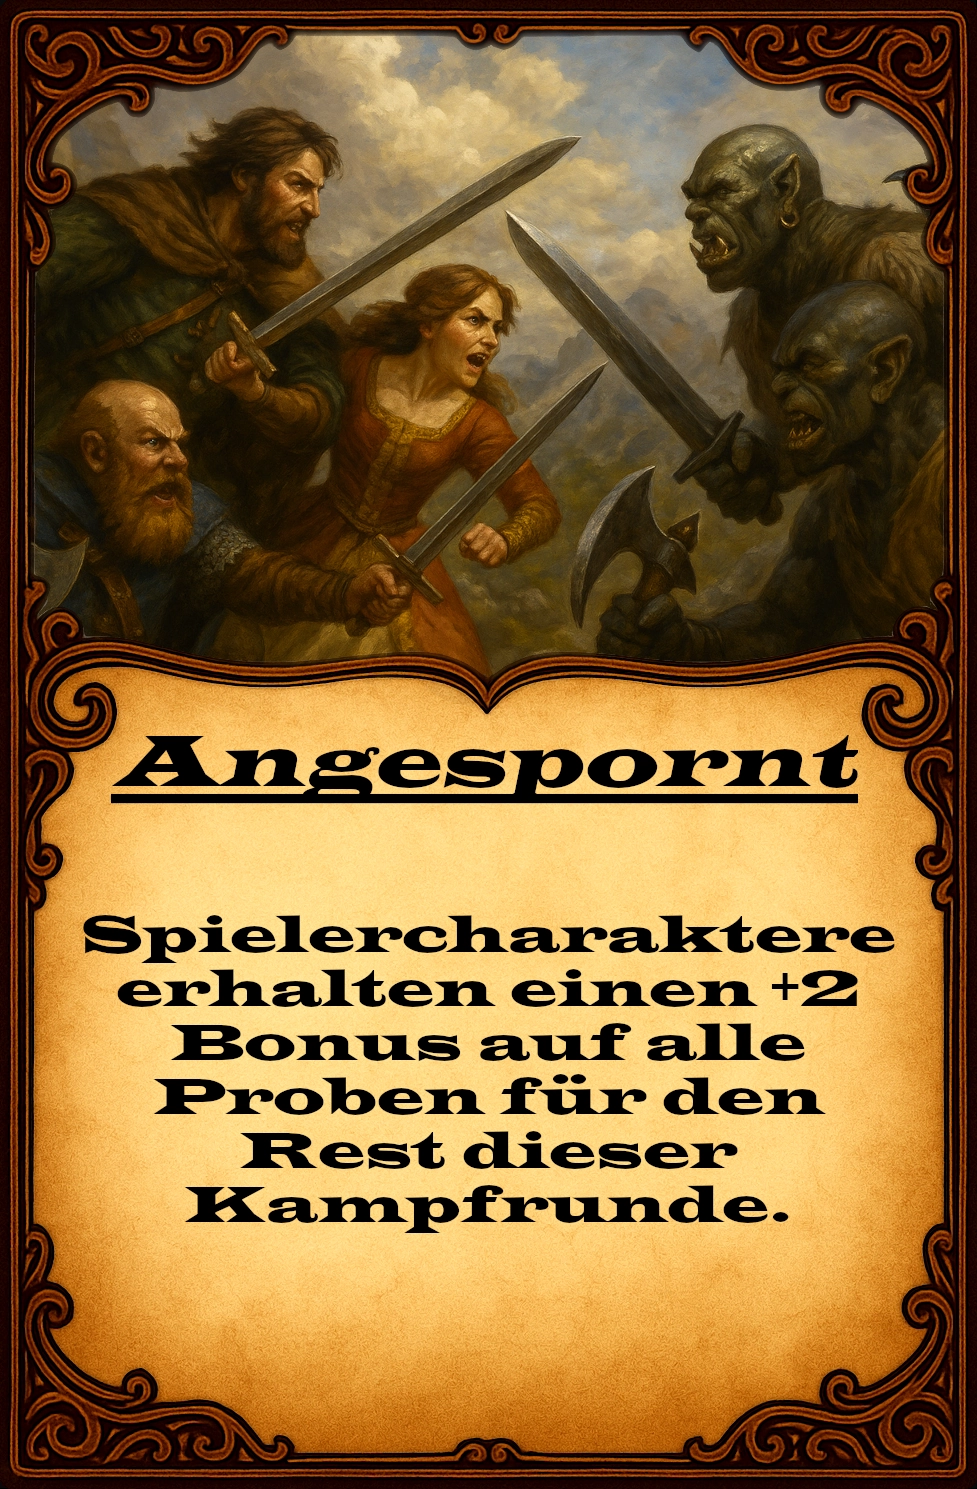 Angespornt
Spielercharaktere
erhalten einen +2
Bonus auf alle
Proben für den
Rest dieser
Kampfrunde.